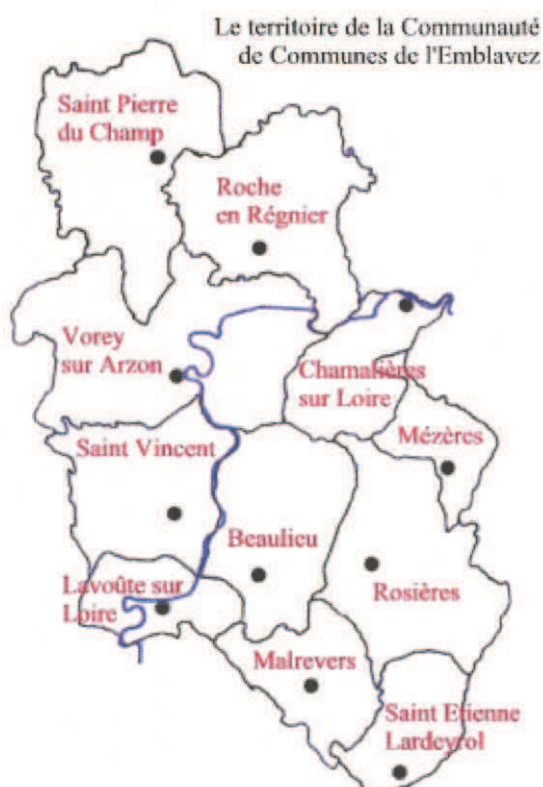 Le territoire de la Communauté
de Communes de l'Emblavez
Saint Pierre
du Champ
Roche
en Régnier
Vorey
sur Arzon
Chamalières
sur Loire
Mézères
Saint Vincent
Beaulieu
Rosières
Lavoûte sur
Loire
Malrevers
Saint Etienne
Lardeyrol